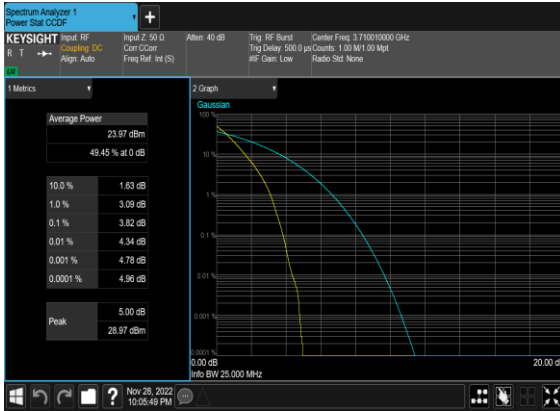 Spectrum Analyzer 1
Power Stat CCDF
KEYSIGHT
R T
LXI
Input: RF
Coupling: DC
Align: Auto
Input Z: 50 Ω
Corr CCorr
Freq Ref: Int (S)
Atten: 40 dB
Trig: RF Burst
Trig Delay: 500.0 µs
#IF Gain: Low
Center Freq: 3.710010000 GHz
Counts: 1.00 M/1.00 Mpt
Radio Std: None
1 Metrics
Average Power
23.97 dBm
49.45 % at 0 dB
10.0 % 1.63 dB
1.0 % 3.09 dB
0.1 % 3.82 dB
0.01 % 4.34 dB
0.001 % 4.78 dB
0.0001 % 4.96 dB
Peak
5.00 dB
28.97 dBm
2 Graph
Gaussian
100 %
10 %
1 %
0.1 %
0.01 %
0.001 %
0.0001 %
0.00 dB
20.00 d
Info BW 25.000 MHz
?
Nov 28, 2022
10:05:49 PM